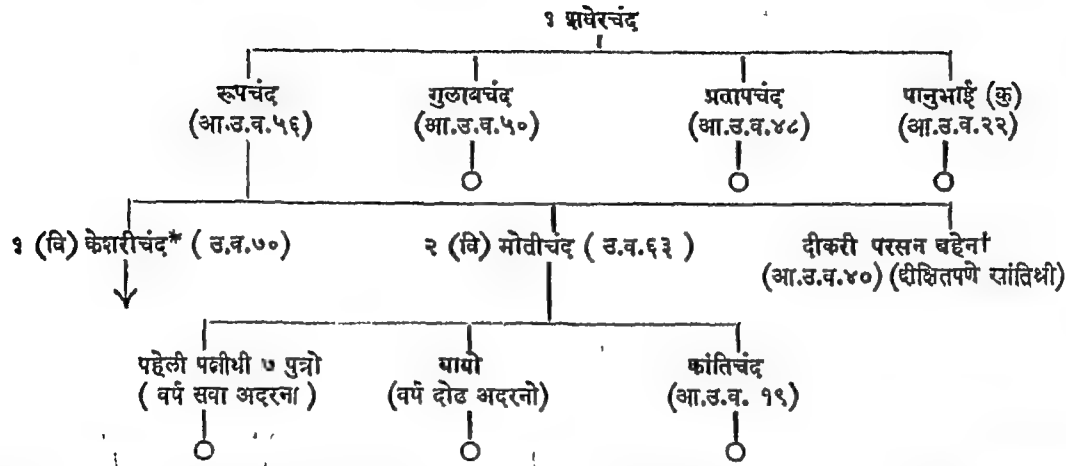 १ झवेरचंद
रूपचंद गुलाबचंद प्रतापचंद पानुभाई (कु)
(आ.उ.व.५६) (आ.उ.व.५०) (आ.उ.व.४८) (आ.उ.व.२२)
१ (वि) केशरीचंद* ( उ.व.७०) २ (वि) मोतीचंद ( उ.व.६३ ) दीकरी परसन बहेन†
(आ.उ.व.४०) (दीक्षितपणे खांतिश्री)
पहेली पत्नीथी ७ पुत्रो बाबो कांतिचंद
( वर्ष सवा अदरना ) (वर्ष दोढ अदरनो) (आ.उ.व. १९)